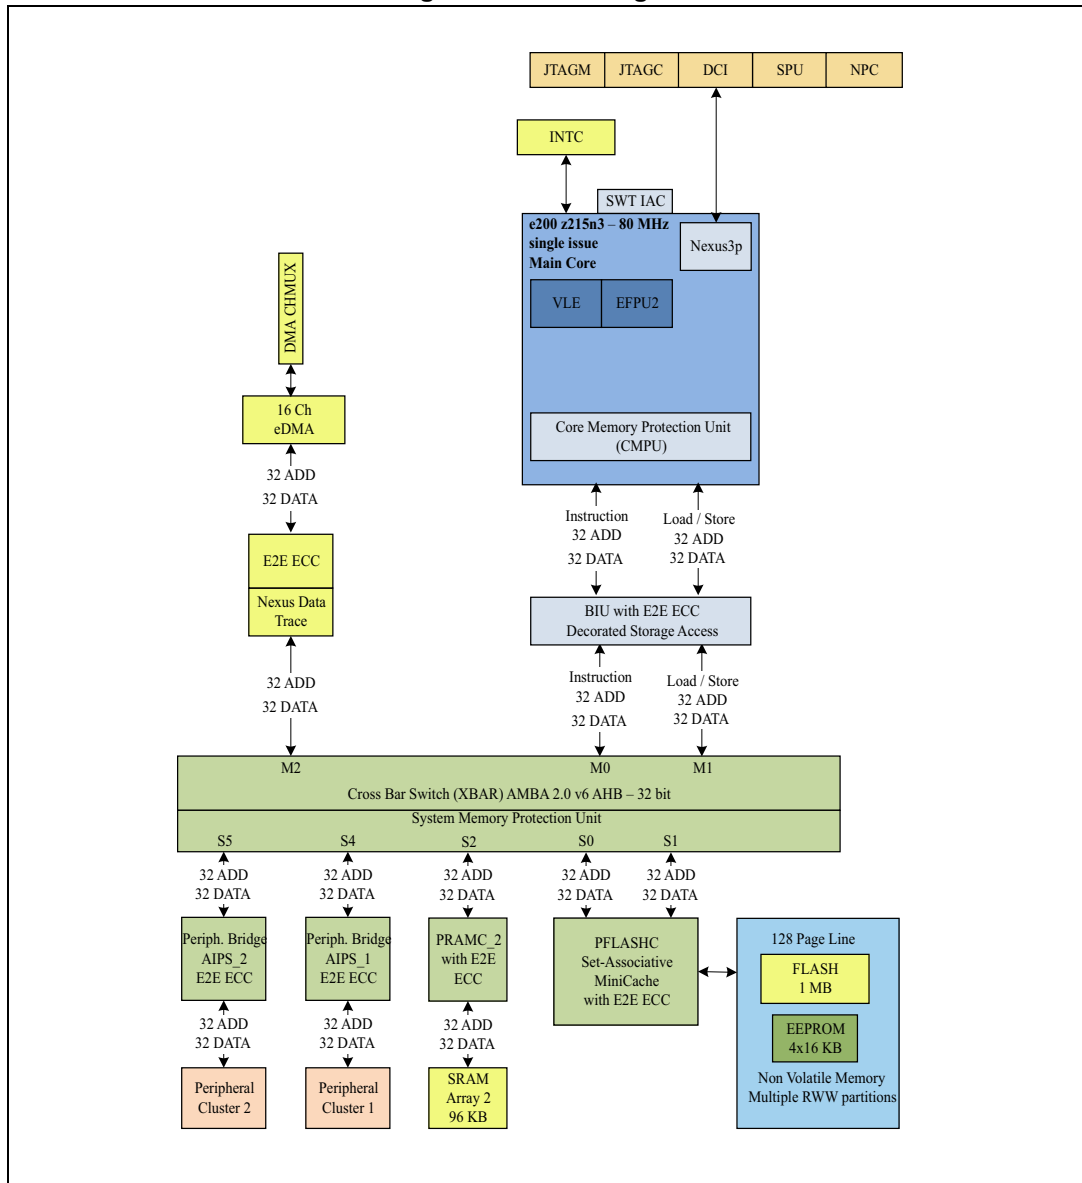 JTAGM
JTAGC
DCI
SPU
NPC
INTC
SWT IAC
e200 z215n3 – 80 MHz
single issue
Main Core
Nexus3p
VLE
EFPU2
Core Memory Protection Unit
(CMPU)
DMA CHMUX
16 Ch
eDMA
32 ADD
32 DATA
E2E ECC
Nexus Data
Trace
32 ADD
32 DATA
Instruction
32 ADD
32 DATA
Load / Store
32 ADD
32 DATA
BIU with E2E ECC
Decorated Storage Access
Instruction
32 ADD
32 DATA
Load / Store
32 ADD
32 DATA
M2
M0
M1
Cross Bar Switch (XBAR) AMBA 2.0 v6 AHB – 32 bit
System Memory Protection Unit
S5
S4
S2
S0
S1
32 ADD
32 DATA
32 ADD
32 DATA
32 ADD
32 DATA
32 ADD
32 DATA
32 ADD
32 DATA
Periph. Bridge
AIPS_2
E2E ECC
Periph. Bridge
AIPS_1
E2E ECC
PRAMC_2
with E2E
ECC
PFLASHC
Set-Associative
MiniCache
with E2E ECC
128 Page Line
FLASH
1 MB
EEPROM
4x16 KB
Non Volatile Memory
Multiple RWW partitions
32 ADD
32 DATA
32 ADD
32 DATA
32 ADD
32 DATA
Peripheral
Cluster 2
Peripheral
Cluster 1
SRAM
Array 2
96 KB